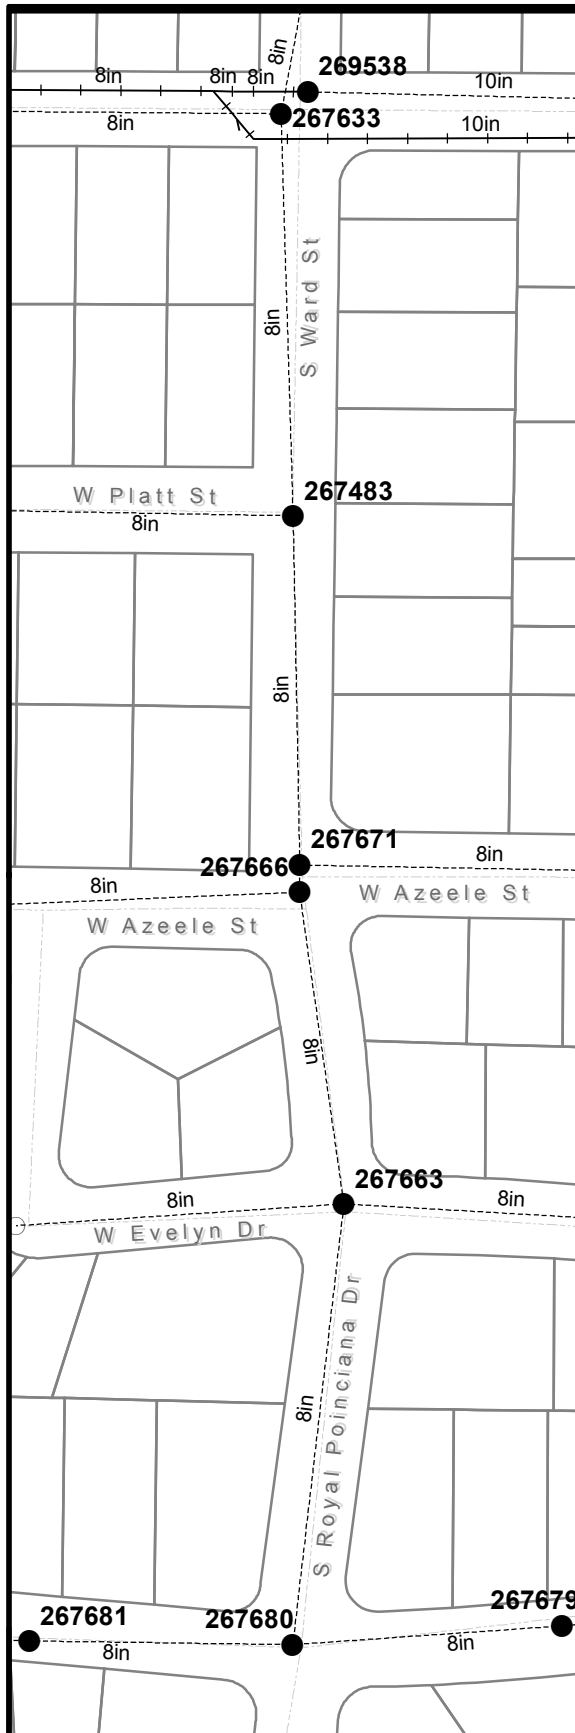 8in
269538
8in
8in
8in
10in
267633
8in
10in
S Ward St
8in
267483
W Platt St
8in
8in
267671
267666
8in
8in
W Azeele St
W Azeele St
8in
267663
8in
8in
W Evelyn Dr
S Royal Poinciana Dr
8in
267679
267681
267680
8in
8in